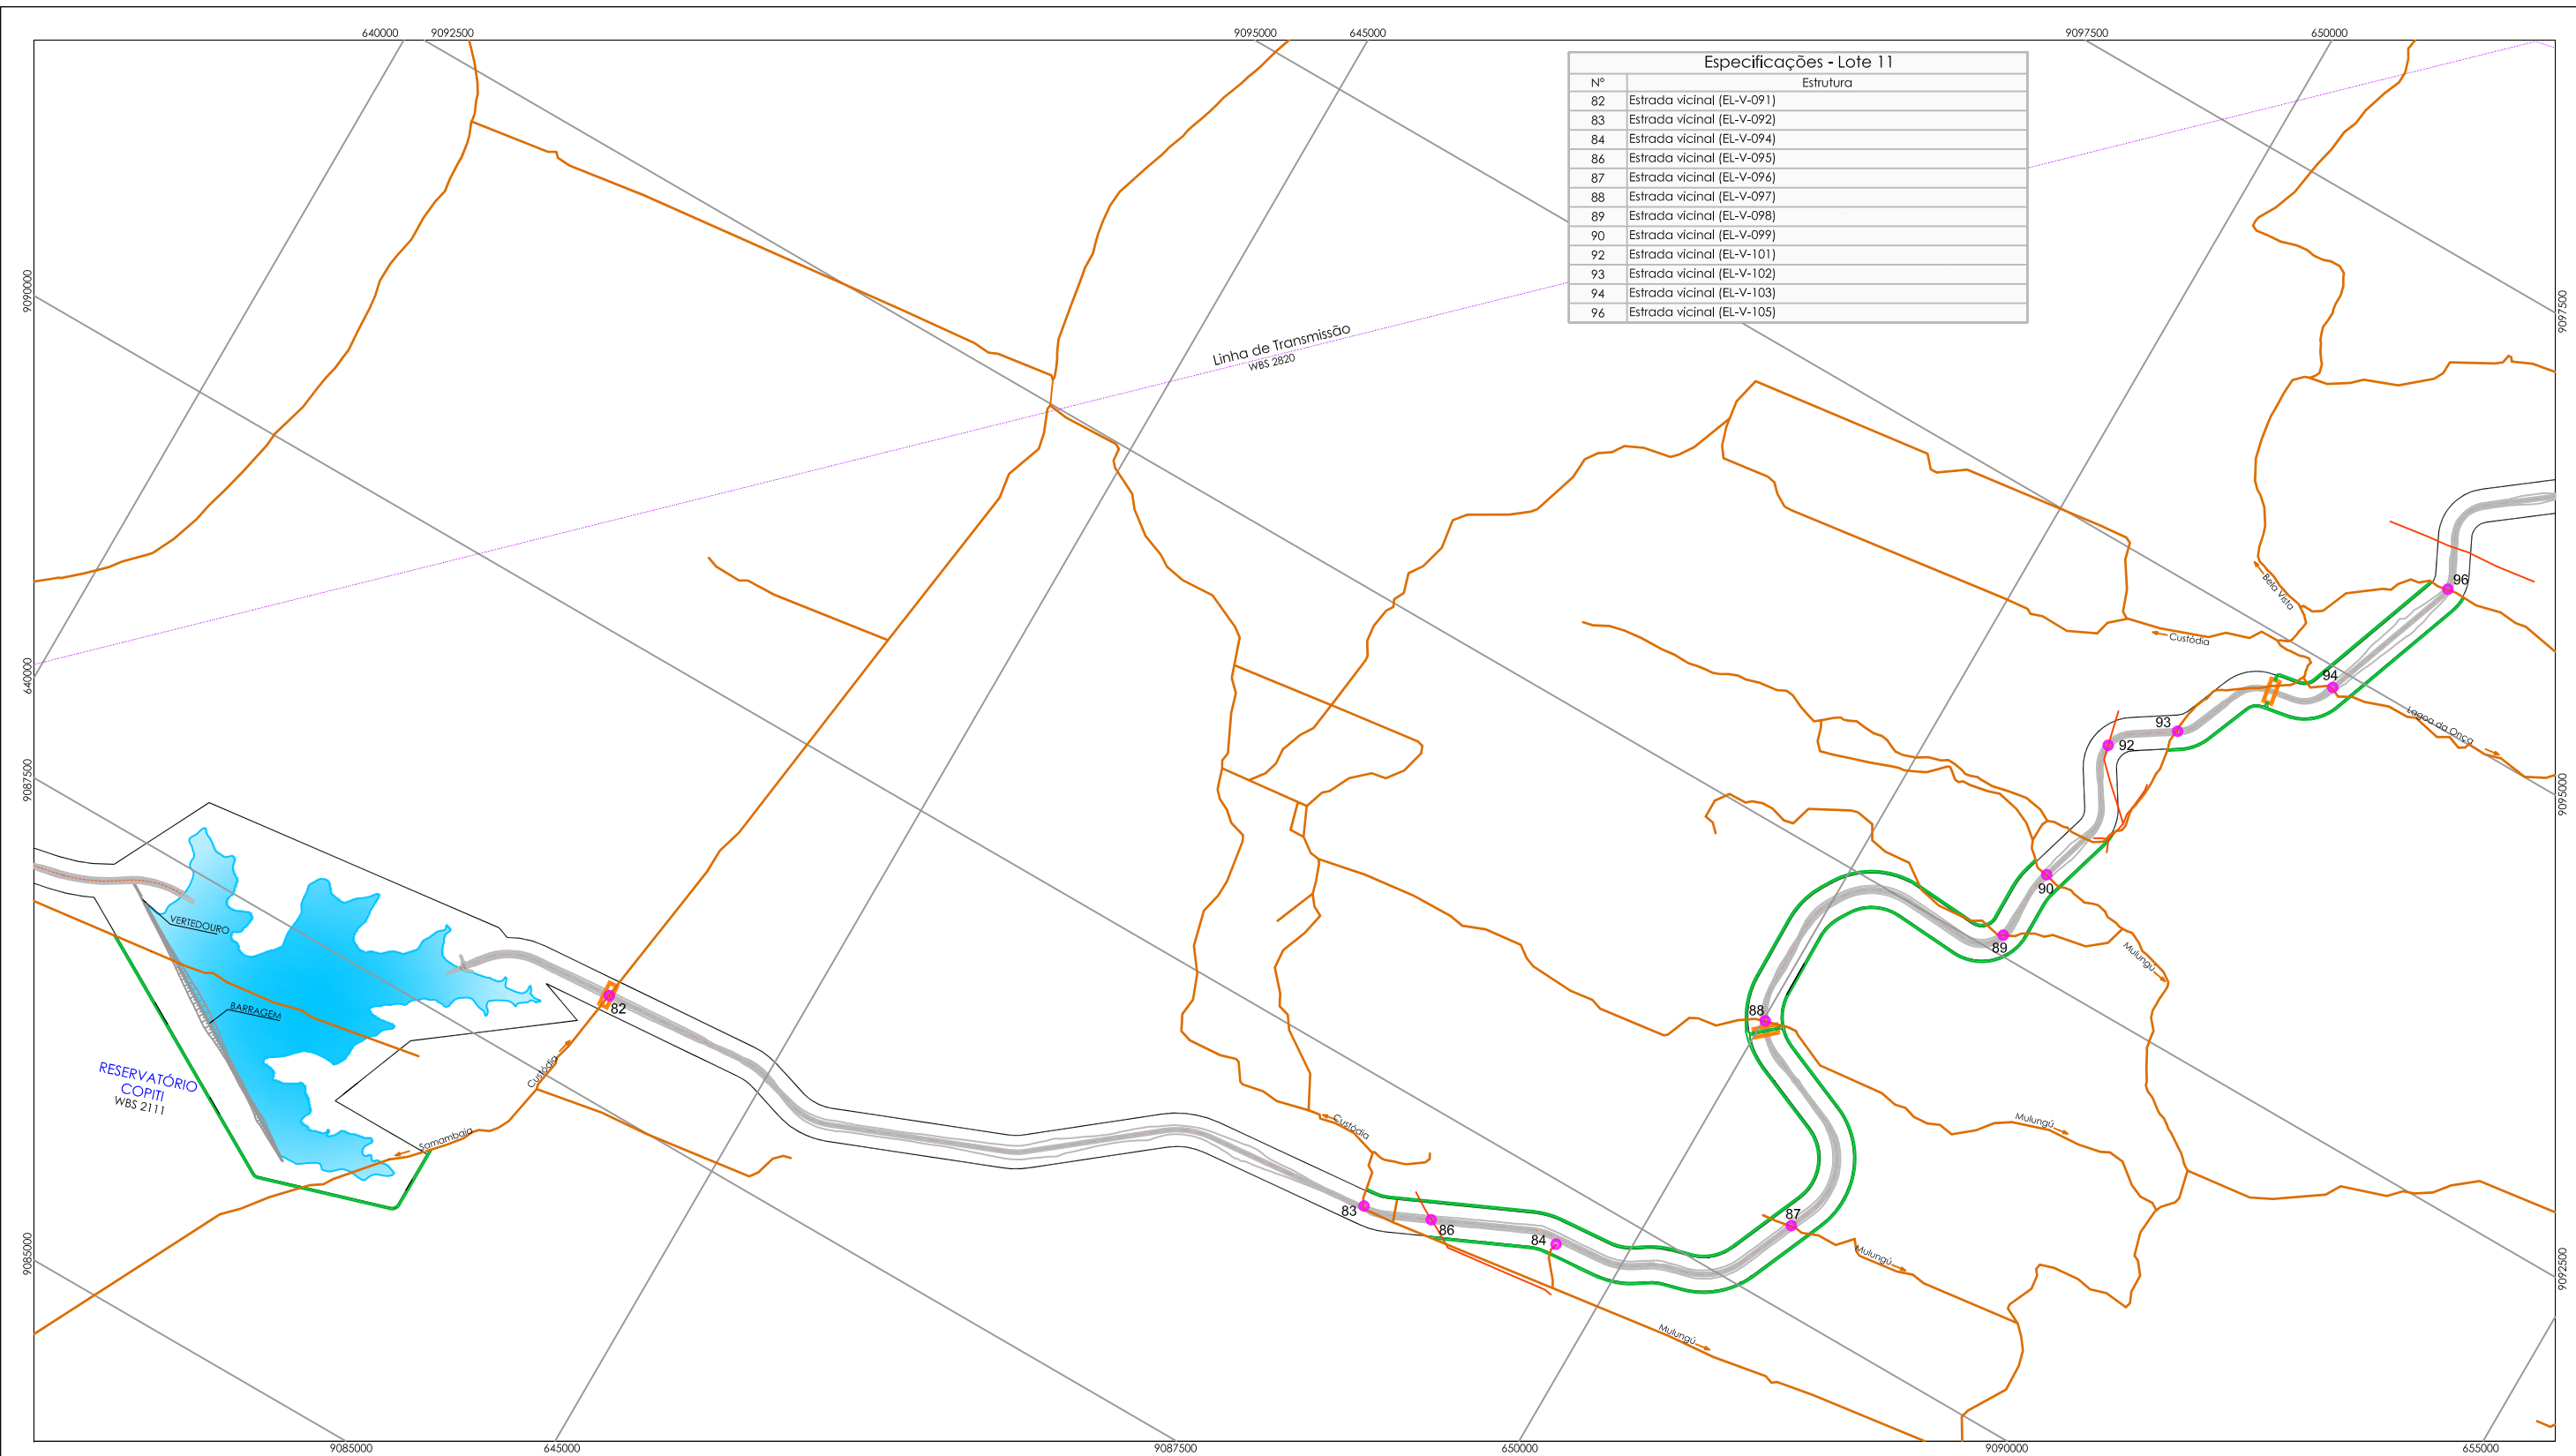 640000 9092500 9095000 645000 9097500 650000
Especificações - Lote 11
Nº Estrutura
82 Estrada vicinal (EL-V-091)
83 Estrada vicinal (EL-V-092)
84 Estrada vicinal (EL-V-094)
86 Estrada vicinal (EL-V-095)
87 Estrada vicinal (EL-V-096)
88 Estrada vicinal (EL-V-097)
89 Estrada vicinal (EL-V-098)
90 Estrada vicinal (EL-V-099)
92 Estrada vicinal (EL-V-101)
93 Estrada vicinal (EL-V-102)
94 Estrada vicinal (EL-V-103)
96 Estrada vicinal (EL-V-105)
9090000
9097500
Linha de Transmissão
WBS 2820
96
Bela Vista
Custódia
640000
94
93
Lagoa da Onça
92
9087500
9095000
90
VERTEDOURO
89
Mulungú
82
BARRAGEM
88
Custódia
RESERVATÓRIO
COPITI
WBS 2111
Samambaia
Custódia
Mulungú
83
86
84
87
Mulungú
9085000
9092500
Mulungú
9085000 645000 9087500 650000 9090000 655000